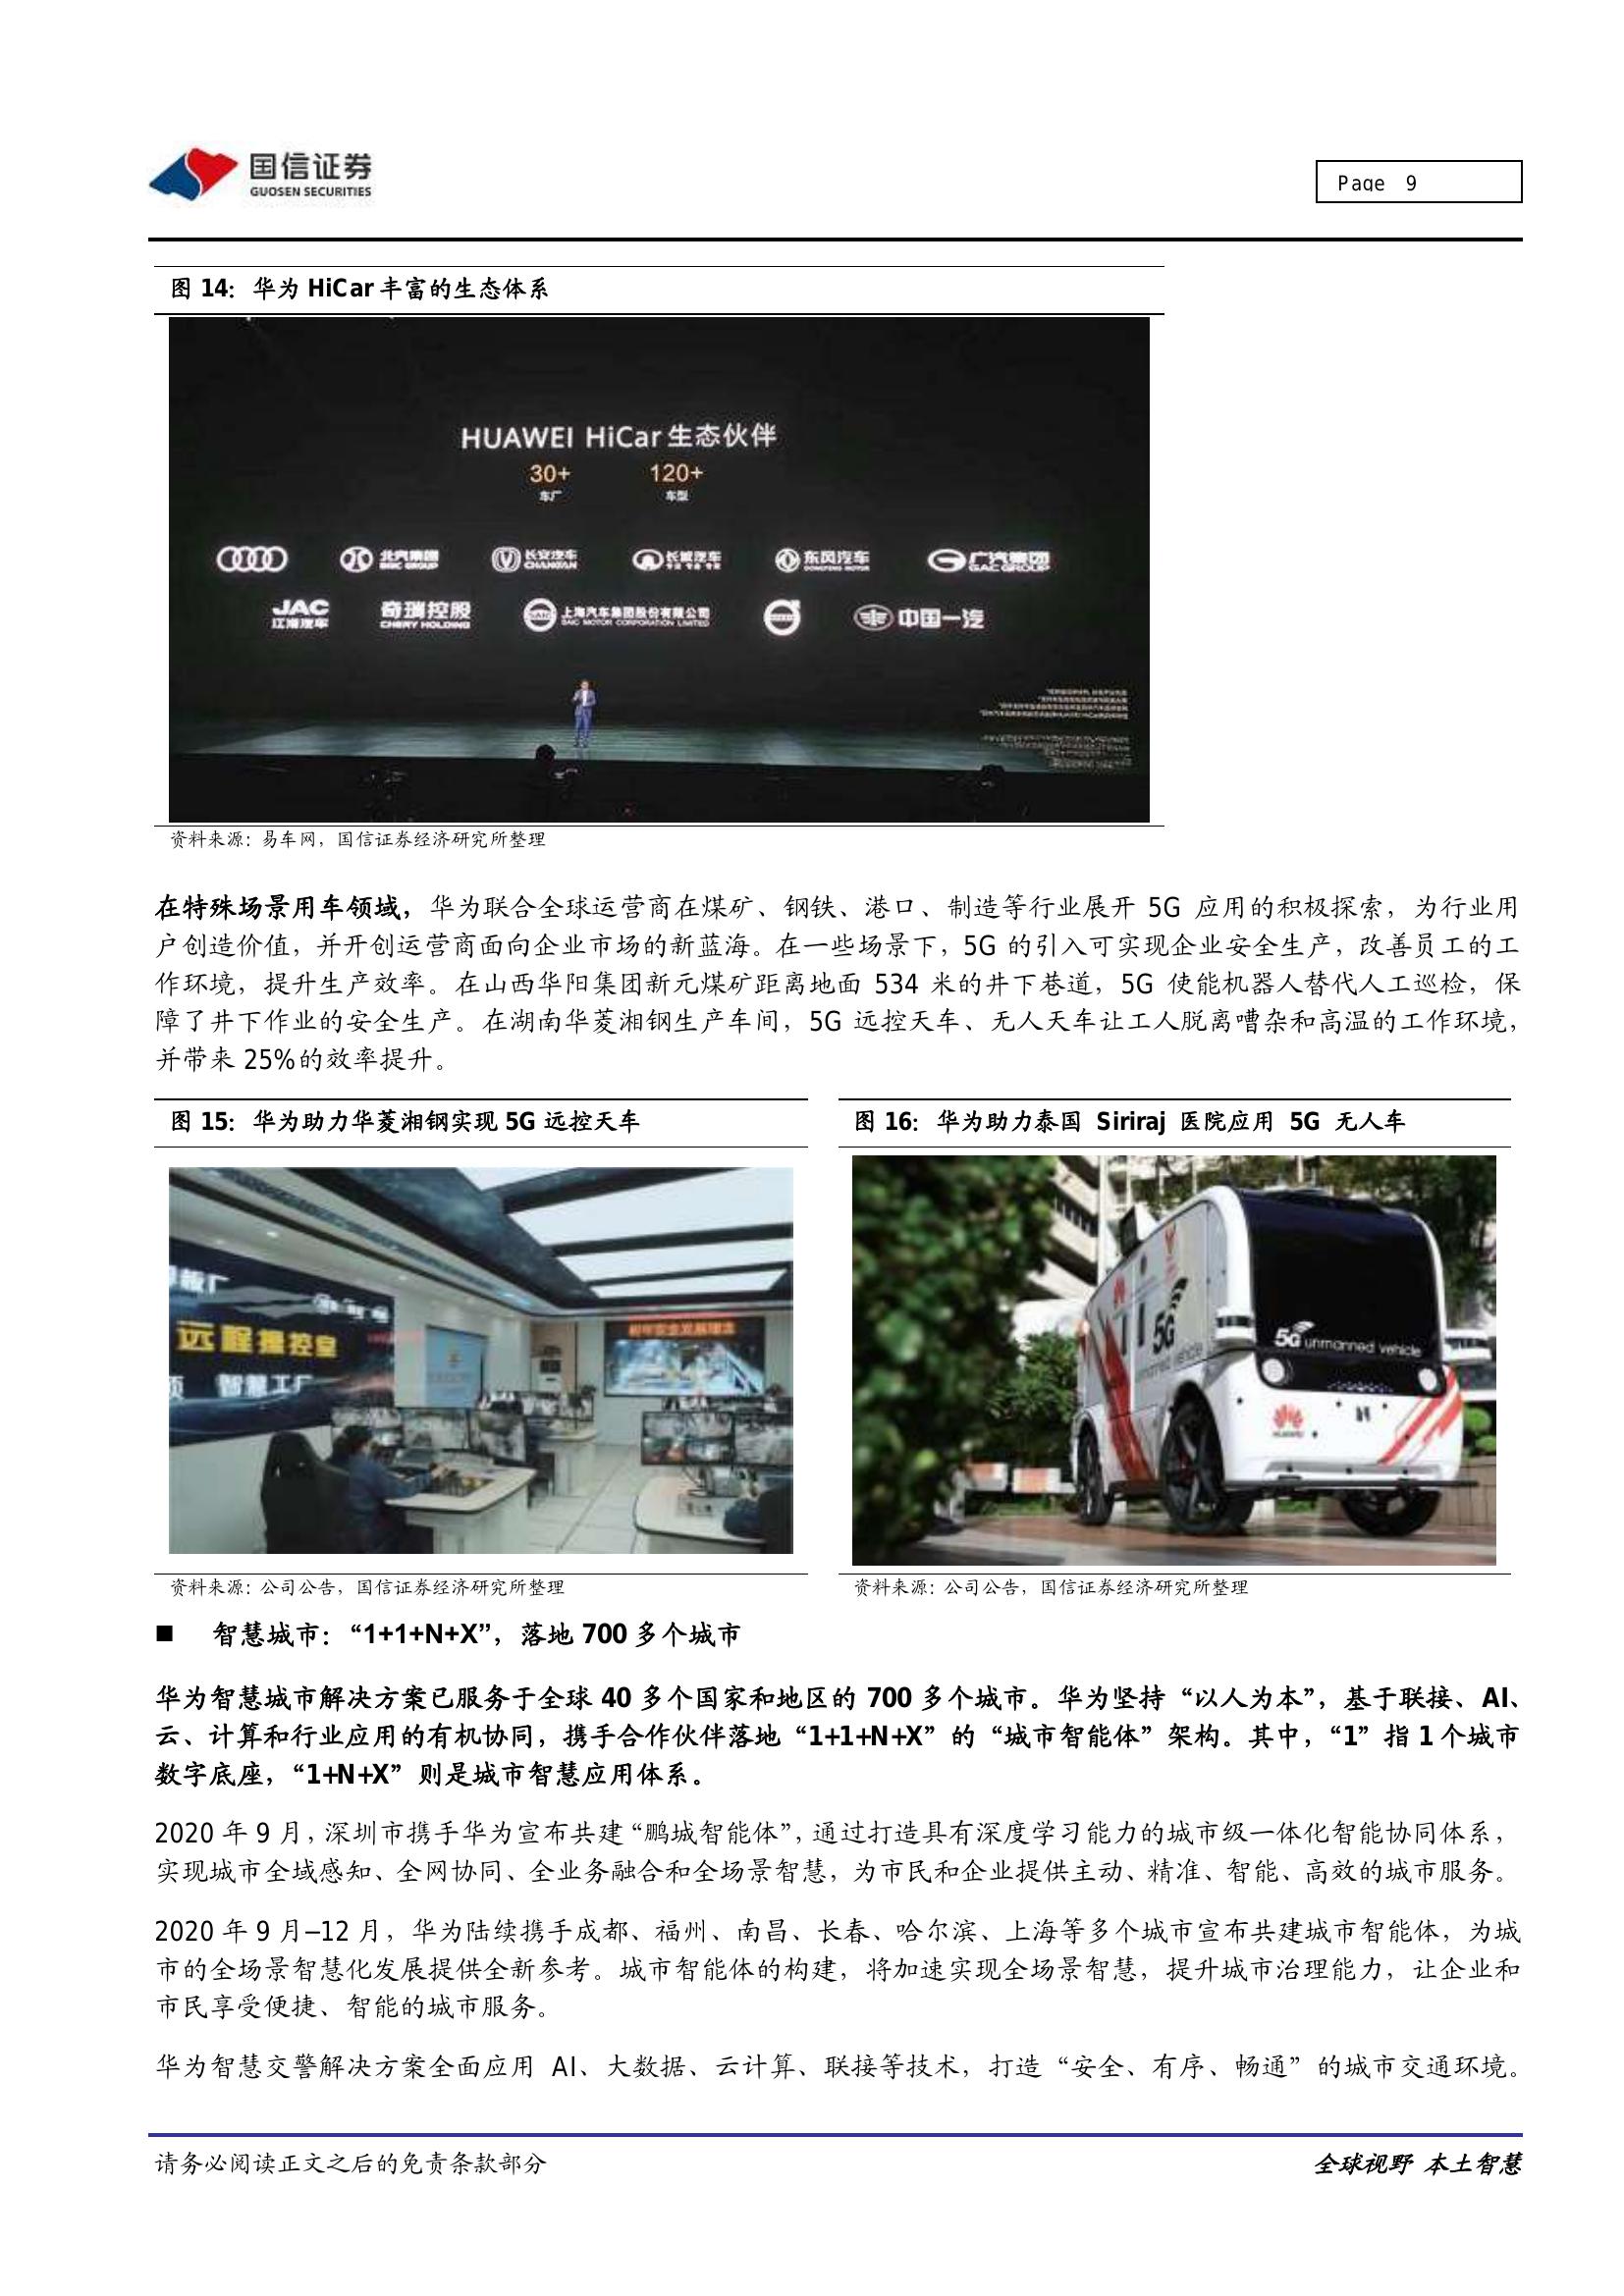 国信证券
GUOSEN SECURITIES
Page 9
图 14：华为 HiCar 丰富的生态体系
HUAWEI HiCar 生态伙伴
30+ 120+
车厂 车型
北汽集团 长安汽车 长城汽车 东风汽车 广汽集团
BAIC GROUP CHANGAN DONGFENG MOTOR GAC GROUP
JAC 奇瑞控股 上海汽车集团股份有限公司 中国一汽
江淮汽车 CHERY HOLDING SAIC MOTOR CORPORATION LIMITED
资料来源：易车网，国信证券经济研究所整理
在特殊场景用车领域，华为联合全球运营商在煤矿、钢铁、港口、制造等行业展开 5G 应用的积极探索，为行业用
户创造价值，并开创运营商面向企业市场的新蓝海。在一些场景下，5G 的引入可实现企业安全生产，改善员工的工
作环境，提升生产效率。在山西华阳集团新元煤矿距离地面 534 米的井下巷道，5G 使能机器人替代人工巡检，保
障了井下作业的安全生产。在湖南华菱湘钢生产车间，5G 远控天车、无人天车让工人脱离嘈杂和高温的工作环境，
并带来 25%的效率提升。
图 15：华为助力华菱湘钢实现 5G 远控天车
图 16：华为助力泰国 Siriraj 医院应用 5G 无人车
板厂
远程操控室
智慧工厂
5G
unmanned vehicle
5G unmanned vehicle
HUAWEI
资料来源：公司公告，国信证券经济研究所整理
资料来源：公司公告，国信证券经济研究所整理
■ 智慧城市：“1+1+N+X”，落地 700 多个城市
华为智慧城市解决方案已服务于全球 40 多个国家和地区的 700 多个城市。华为坚持“以人为本”，基于联接、AI、
云、计算和行业应用的有机协同，携手合作伙伴落地“1+1+N+X”的“城市智能体”架构。其中，“1”指 1 个城市
数字底座，“1+N+X”则是城市智慧应用体系。
2020 年 9 月，深圳市携手华为宣布共建“鹏城智能体”，通过打造具有深度学习能力的城市级一体化智能协同体系，
实现城市全域感知、全网协同、全业务融合和全场景智慧，为市民和企业提供主动、精准、智能、高效的城市服务。
2020 年 9 月–12 月，华为陆续携手成都、福州、南昌、长春、哈尔滨、上海等多个城市宣布共建城市智能体，为城
市的全场景智慧化发展提供全新参考。城市智能体的构建，将加速实现全场景智慧，提升城市治理能力，让企业和
市民享受便捷、智能的城市服务。
华为智慧交警解决方案全面应用 AI、大数据、云计算、联接等技术，打造“安全、有序、畅通”的城市交通环境。
请务必阅读正文之后的免责条款部分
全球视野 本土智慧